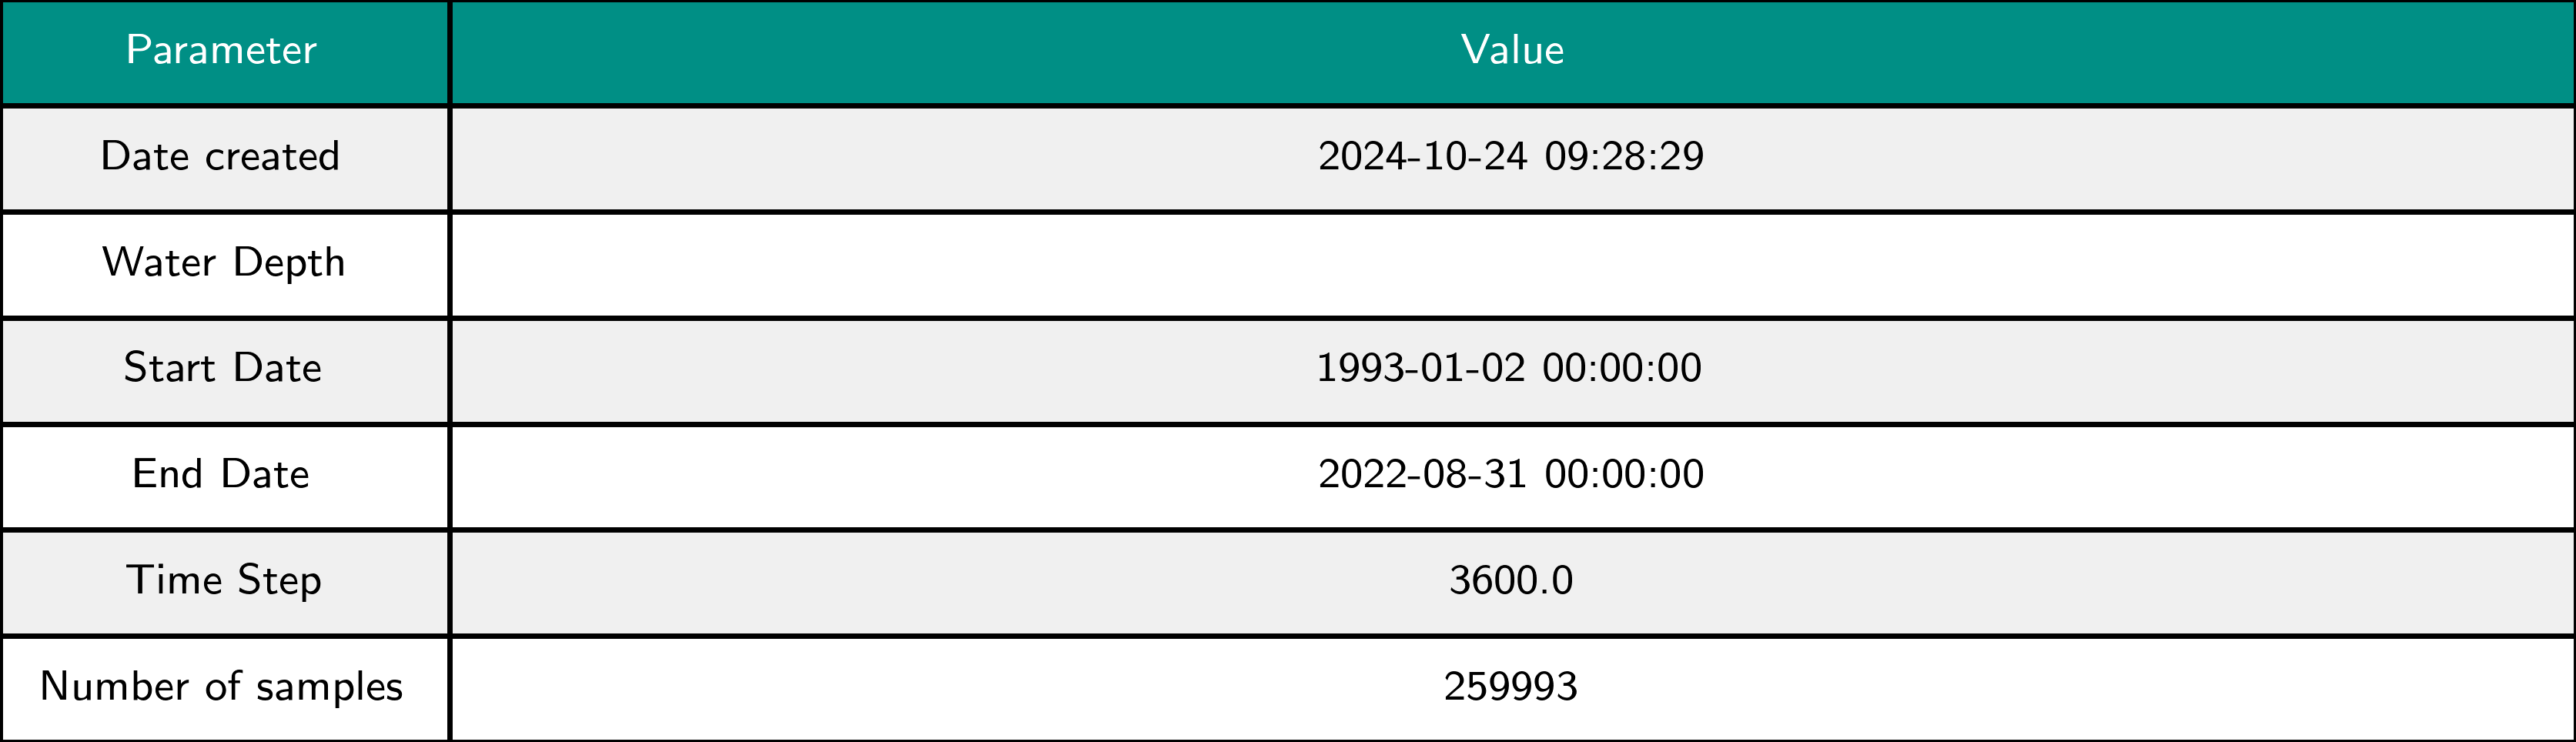 Parameter Value
Date created 2024-10-24 09:28:29
Water Depth
Start Date 1993-01-02 00:00:00
End Date 2022-08-31 00:00:00
Time Step 3600.0
Number of samples 259993